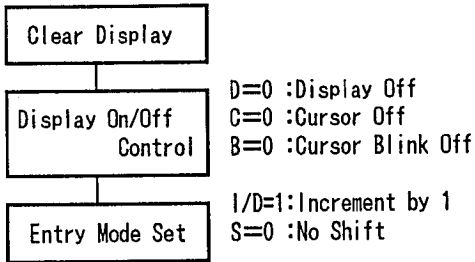 Clear Display
Display On/Off
Control
D=0 :Display Off
C=0 :Cursor Off
B=0 :Cursor Blink Off
Entry Mode Set
I/D=1:Increment by 1
S=0 :No Shift